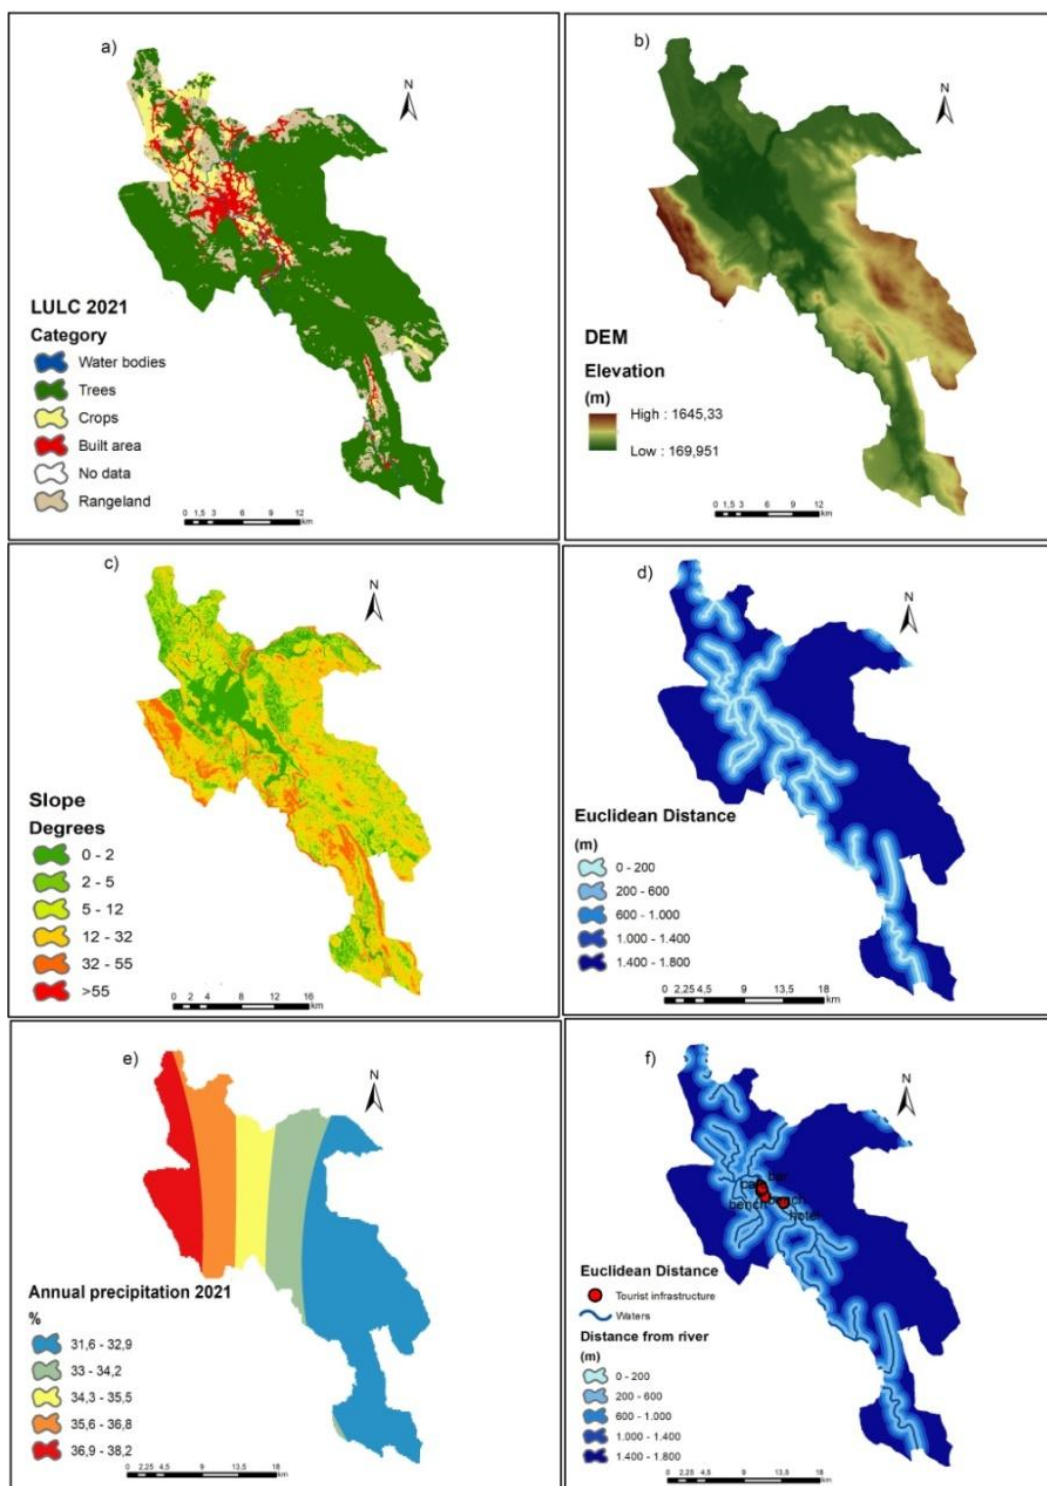 a)
N
LULC 2021
Category
Water bodies
Trees
Crops
Built area
No data
Rangeland
0 1,5 3 6 9 12
km
b)
N
DEM
Elevation
(m)
High : 1645,33
Low : 169,951
0 1,5 3 6 9 12
km
c)
N
Slope
Degrees
0 - 2
2 - 5
5 - 12
12 - 32
32 - 55
>55
0 2 4 8 12 16
km
d)
N
Euclidean Distance
(m)
0 - 200
200 - 600
600 - 1.000
1.000 - 1.400
1.400 - 1.800
0 2,25 4,5 9 13,5 18
km
e)
N
Annual precipitation 2021
%
31,6 - 32,9
33 - 34,2
34,3 - 35,5
35,6 - 36,8
36,9 - 38,2
0 2,25 4,5 9 13,5 18
km
f)
N
bar
bench
hotel
Euclidean Distance
Tourist infrastructure
Waters
Distance from river
(m)
0 - 200
200 - 600
600 - 1.000
1.000 - 1.400
1.400 - 1.800
0 2,25 4,5 9 13,5 18
km